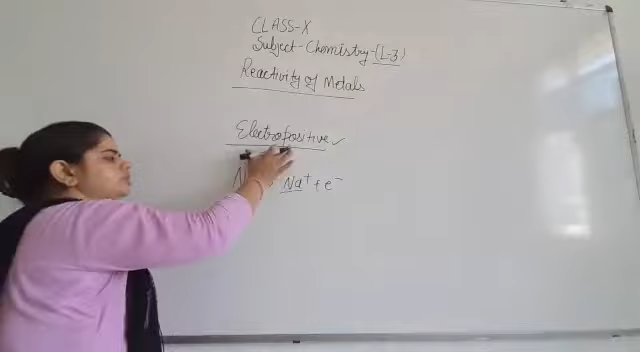 CLASS-X
Subject-Chemistry-(L-3)
Reactivity of Metals
Electropositive ✓
Na⁺ + e⁻